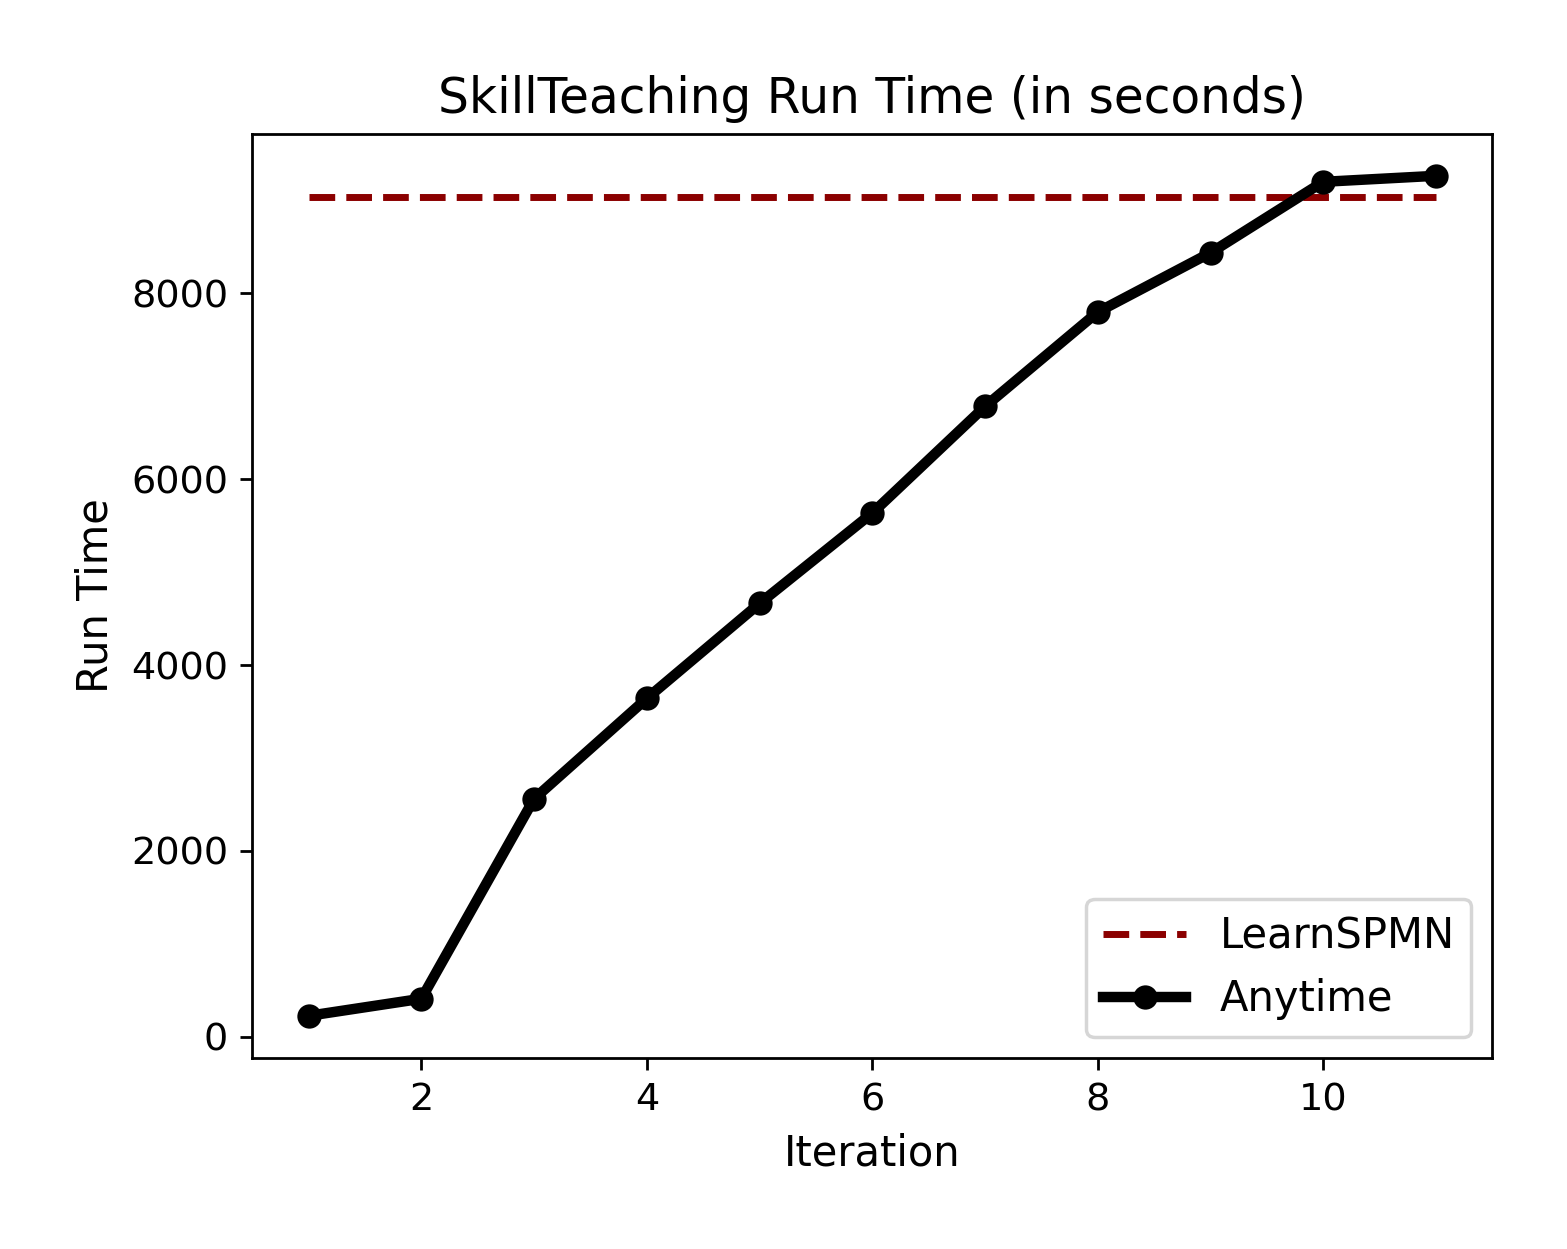 SkillTeaching Run Time (in seconds)
Run Time
8000
6000
4000
2000
0
2 4 6 8 10
Iteration
LearnSPMN
Anytime